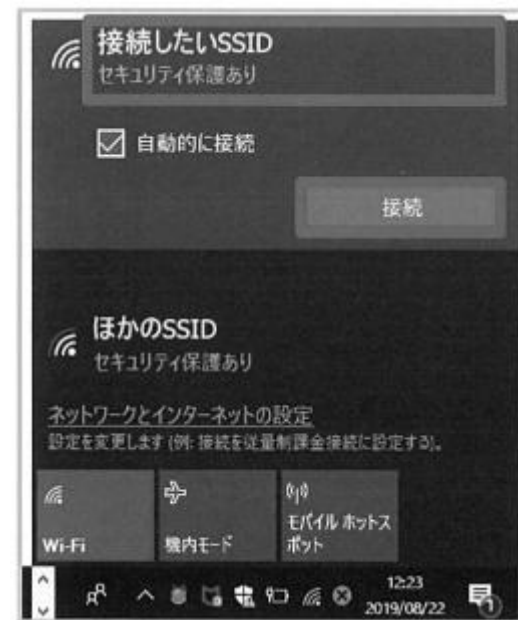 接続したいSSID
セキュリティ保護あり
自動的に接続
接続
ほかのSSID
セキュリティ保護あり
ネットワークとインターネットの設定
設定を変更します (例: 接続を従量制課金接続に設定する)。
Wi-Fi
機内モード
モバイル ホットス
ポット
12:23
2019/08/22
1